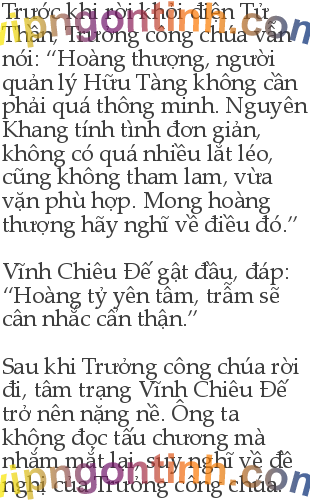 Trước khi rời khỏi điện Tử
Thần, Trưởng công chúa vẫn
nói: “Hoàng thượng, người
quản lý Hữu Tàng không cần
phải quá thông minh. Nguyên
Khang tính tình đơn giản,
không có quá nhiều lắt léo,
cũng không tham lam, vừa
vặn phù hợp. Mong hoàng
thượng hãy nghĩ về điều đó.”
Vĩnh Chiêu Đế gật đầu, đáp:
“Hoàng tỷ yên tâm, trẫm sẽ
cân nhắc cẩn thận.”
Sau khi Trưởng công chúa rời
đi, tâm trạng Vĩnh Chiêu Đế
trở nên nặng nề. Ông ta
không đọc tấu chương mà
nhắm mắt lại, suy nghĩ về đề
nghị của Trưởng công chúa.
vipngontinh.com
vipngontinh.com